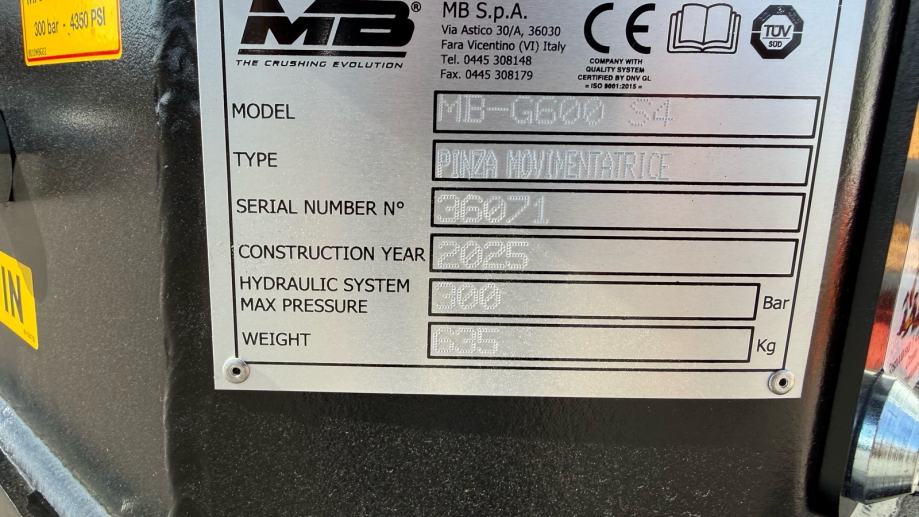 300 bar - 4350 PSI
MB®
THE CRUSHING EVOLUTION
MB S.p.A.
Via Astico 30/A, 36030
Fara Vicentino (VI) Italy
Tel. 0445 308148
Fax. 0445 308179
CE
COMPANY WITH
QUALITY SYSTEM
CERTIFIED BY DNV GL
= ISO 9001:2015 =
TÜV
SUD
MODEL MB-G600 S4
TYPE PINZA MOVIMENTATRICE
SERIAL NUMBER N° 36071
CONSTRUCTION YEAR 2025
HYDRAULIC SYSTEM
MAX PRESSURE 300 Bar
WEIGHT 635 Kg
IN